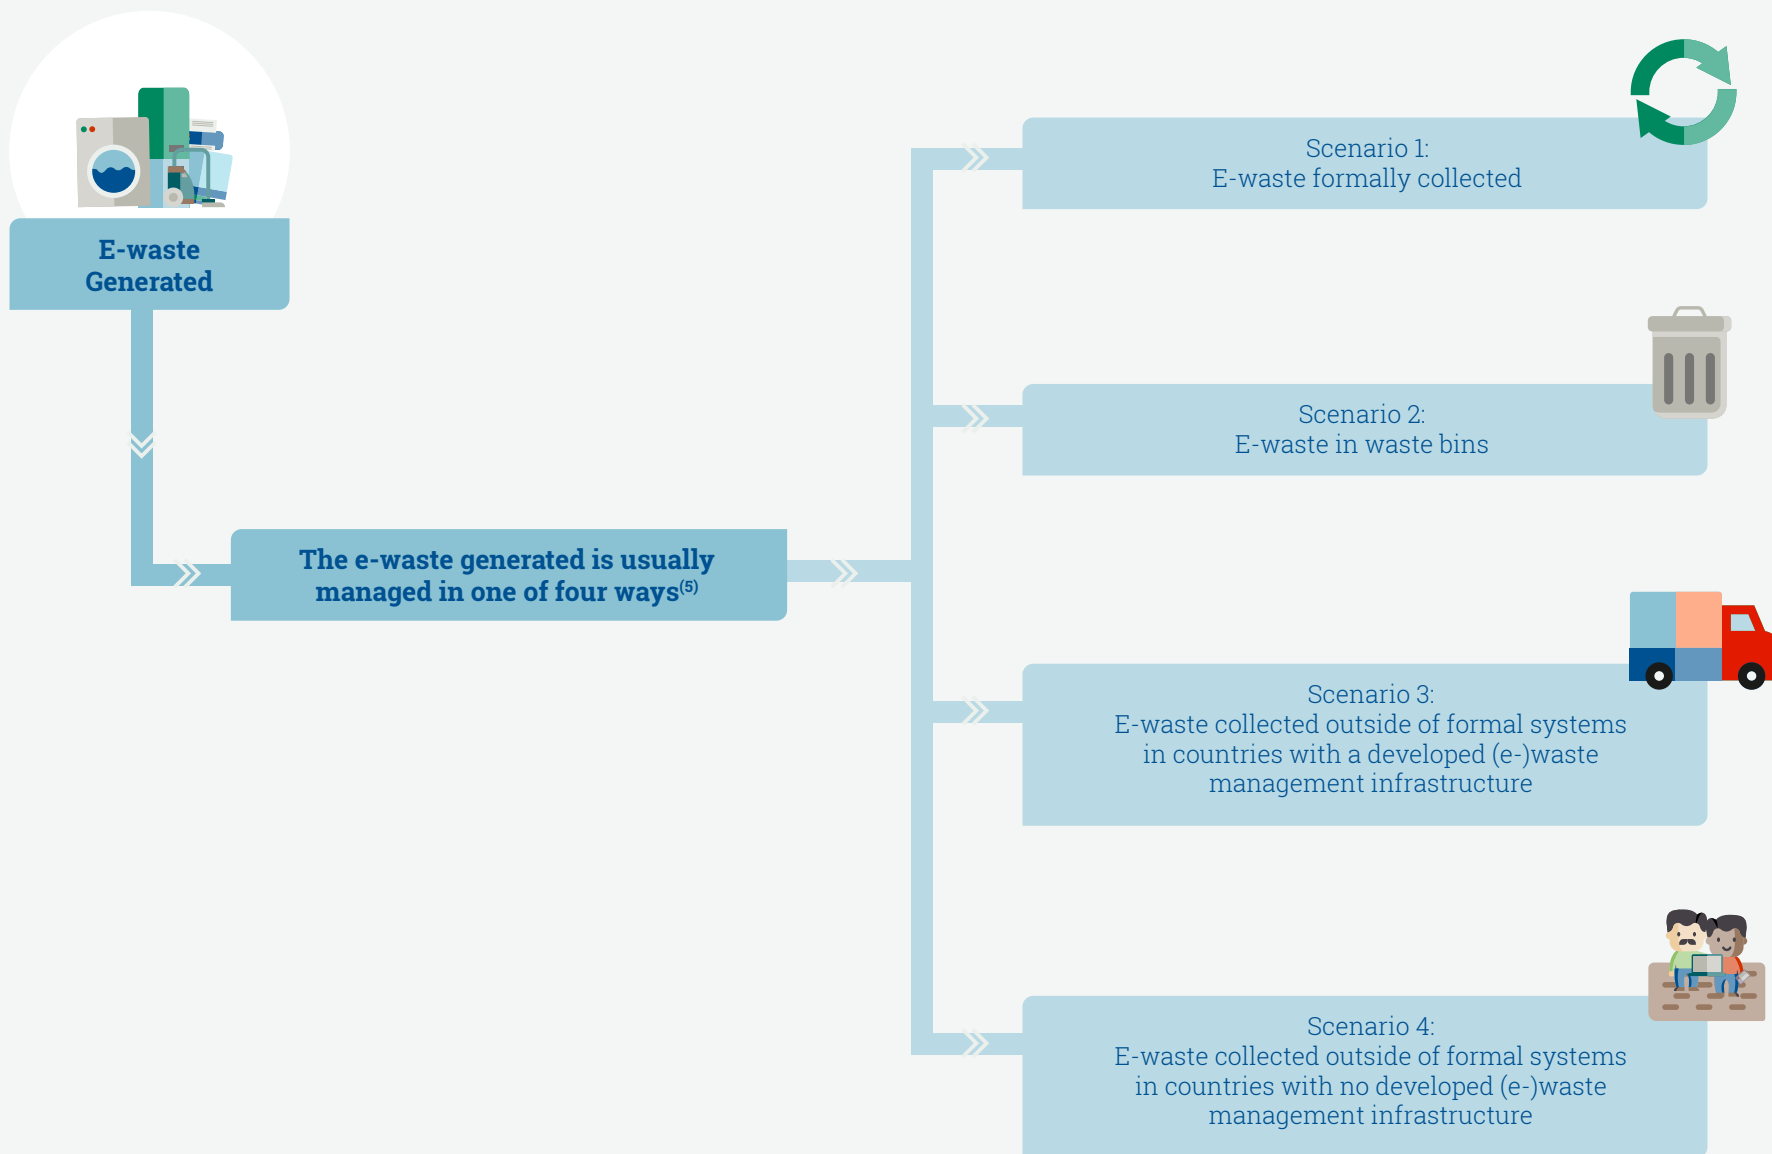 E-waste
Generated
The e-waste generated is usually
managed in one of four ways(5)
Scenario 1:
E-waste formally collected
Scenario 2:
E-waste in waste bins
Scenario 3:
E-waste collected outside of formal systems
in countries with a developed (e-)waste
management infrastructure
Scenario 4:
E-waste collected outside of formal systems
in countries with no developed (e-)waste
management infrastructure